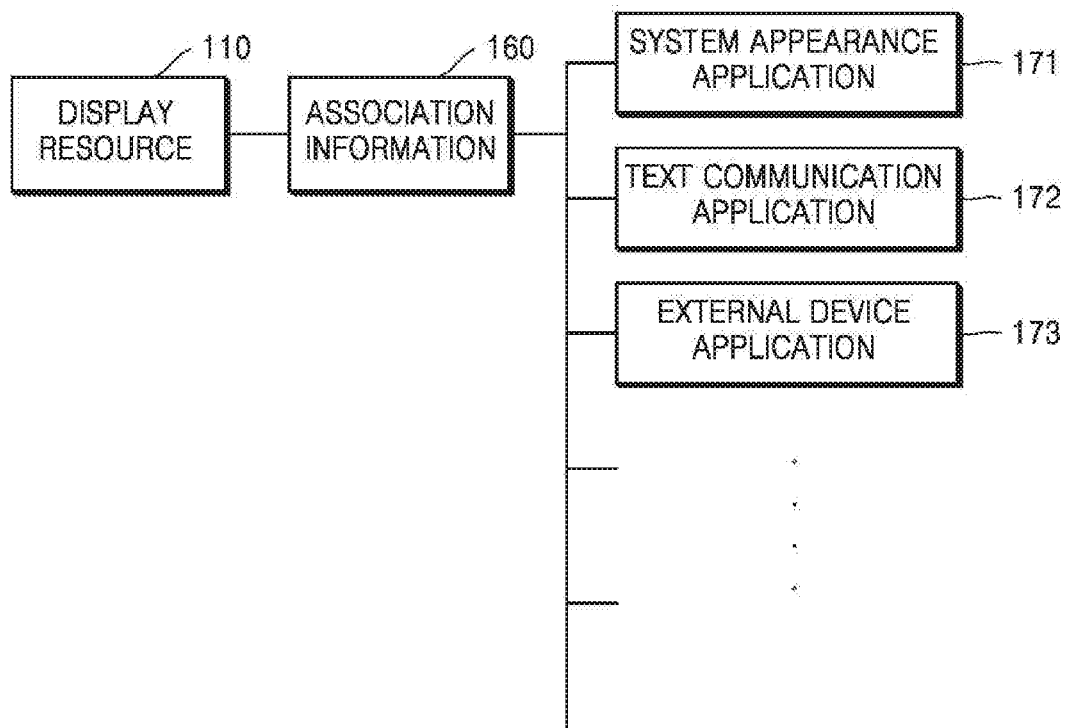 110
DISPLAY
RESOURCE
160
ASSOCIATION
INFORMATION
SYSTEM APPEARANCE
APPLICATION
171
TEXT COMMUNICATION
APPLICATION
172
EXTERNAL DEVICE
APPLICATION
173